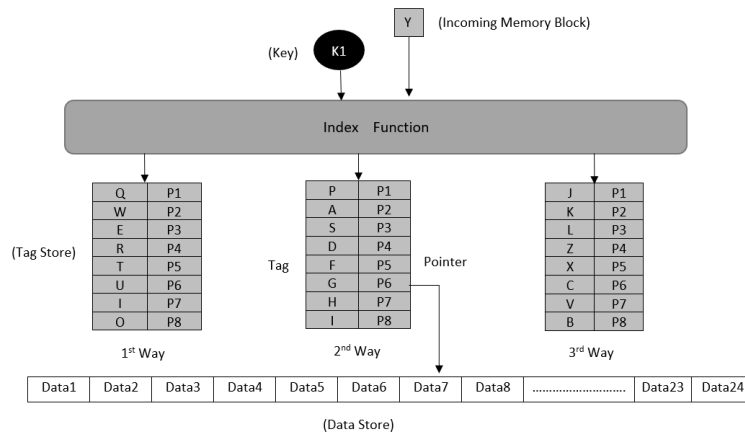 Y (Incoming Memory Block)
(Key) K1
Index Function
Q P1 P P1 J P1
W P2 A P2 K P2
E P3 S P3 L P3
(Tag Store) R P4 D P4 Z P4
T P5 Tag F P5 Pointer X P5
U P6 G P6 C P6
I P7 H P7 V P7
O P8 I P8 B P8
1st Way 2nd Way 3rd Way
Data1 Data2 Data3 Data4 Data5 Data6 Data7 Data8 ............................ Data23 Data24
(Data Store)